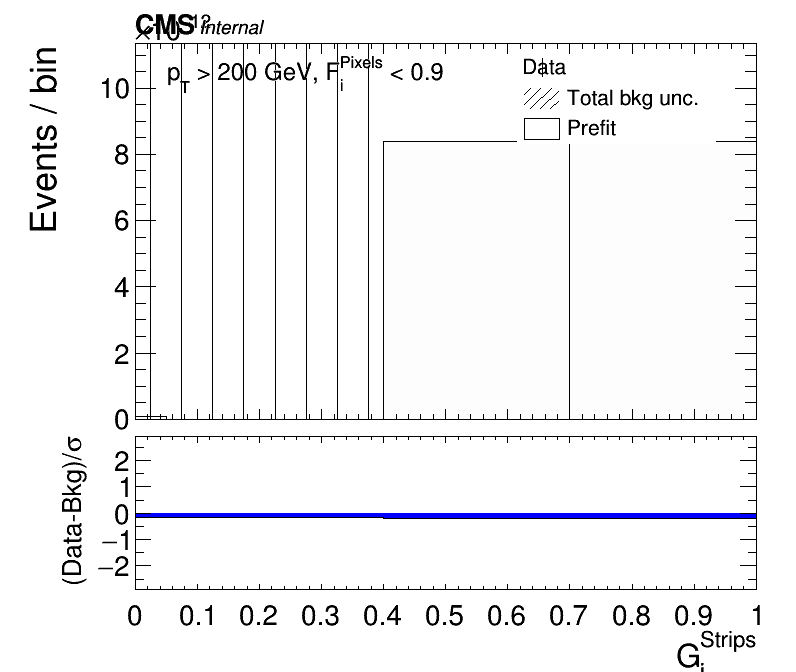 CMS Internal
×10¹²
Events / bin
p_T > 200 GeV, F_i^Pixels < 0.9
Data
Total bkg unc.
Prefit
10
8
6
4
2
0
(Data-Bkg)/σ
2
1
0
−1
−2
0 0.1 0.2 0.3 0.4 0.5 0.6 0.7 0.8 0.9 1
G_i^Strips